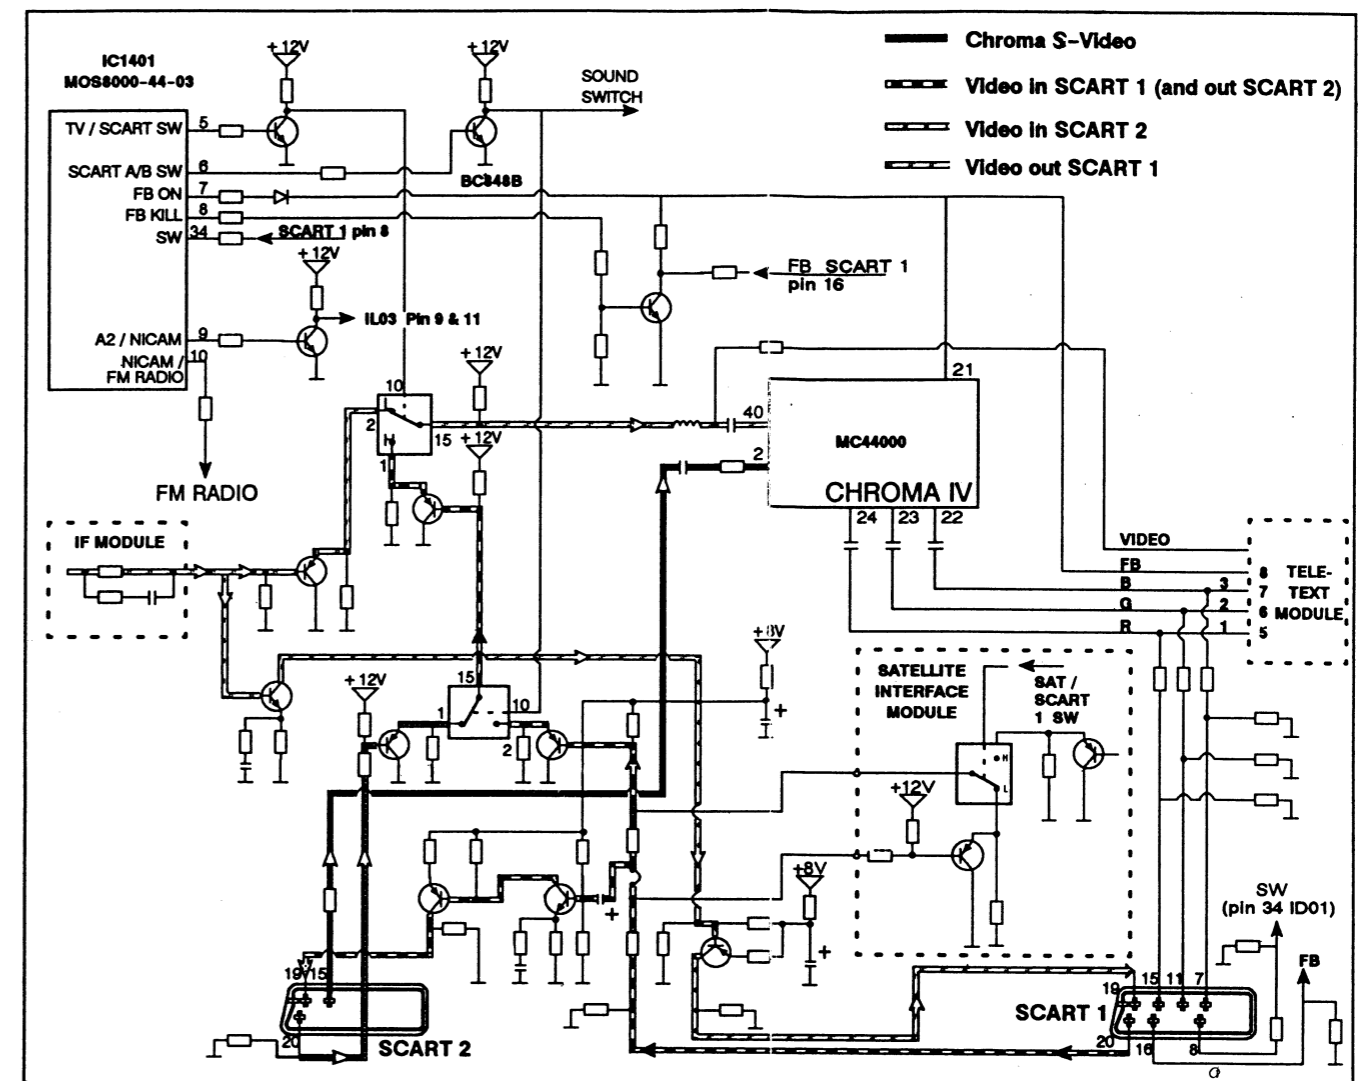 IC1401
MOS8000-44-03
+12V
+12V
SOUND
SWITCH
Chroma S-Video
Video in SCART 1 (and out SCART 2)
Video in SCART 2
Video out SCART 1
TV / SCART SW 5
SCART A/B SW 6
FB ON 7
FB KILL 8
SW 34
SCART 1 pin 8
BC848B
+12V
FB SCART 1
pin 16
IL03 Pin 9 & 11
A2 / NICAM 9
NICAM / 10
FM RADIO
+12V
10
L
2
H
15
1
+12V
21
40
2
MC44000
CHROMA IV
24 23 22
FM RADIO
IF MODULE
VIDEO
FB 8
B 3 7
G 2 6
R 1 5
TELE-
TEXT
MODULE
+8V
SATELLITE
INTERFACE
MODULE
SAT /
SCART
1 SW
H
L
+12V
+12V
15
1
10
2
+8V
+
+
+
SW
(pin 34 ID01)
FB
19 15
20
SCART 2
SCART 1
19 15 11 7
20 16 8